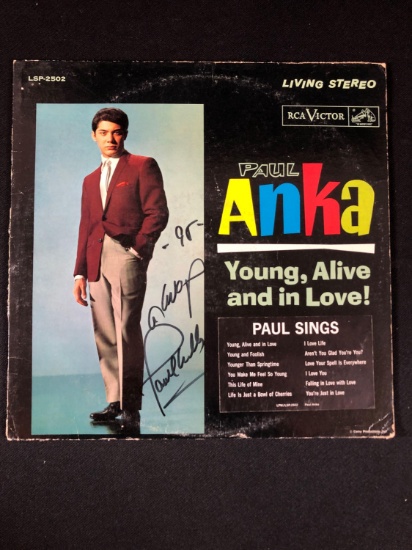 LSP-2502
LIVING STEREO
RCA VICTOR
PAUL
Anka
Young, Alive
and in Love!
-95-
Always
PAUL SINGS
Young, Alive and in Love
Young and Foolish
Younger Than Springtime
You Make Me Feel So Young
This Life of Mine
Life Is Just a Bowl of Cherries
I Love Life
Aren't You Glad You're You?
Love Your Spell is Everywhere
I Love You
Falling in Love with Love
You're Just in Love